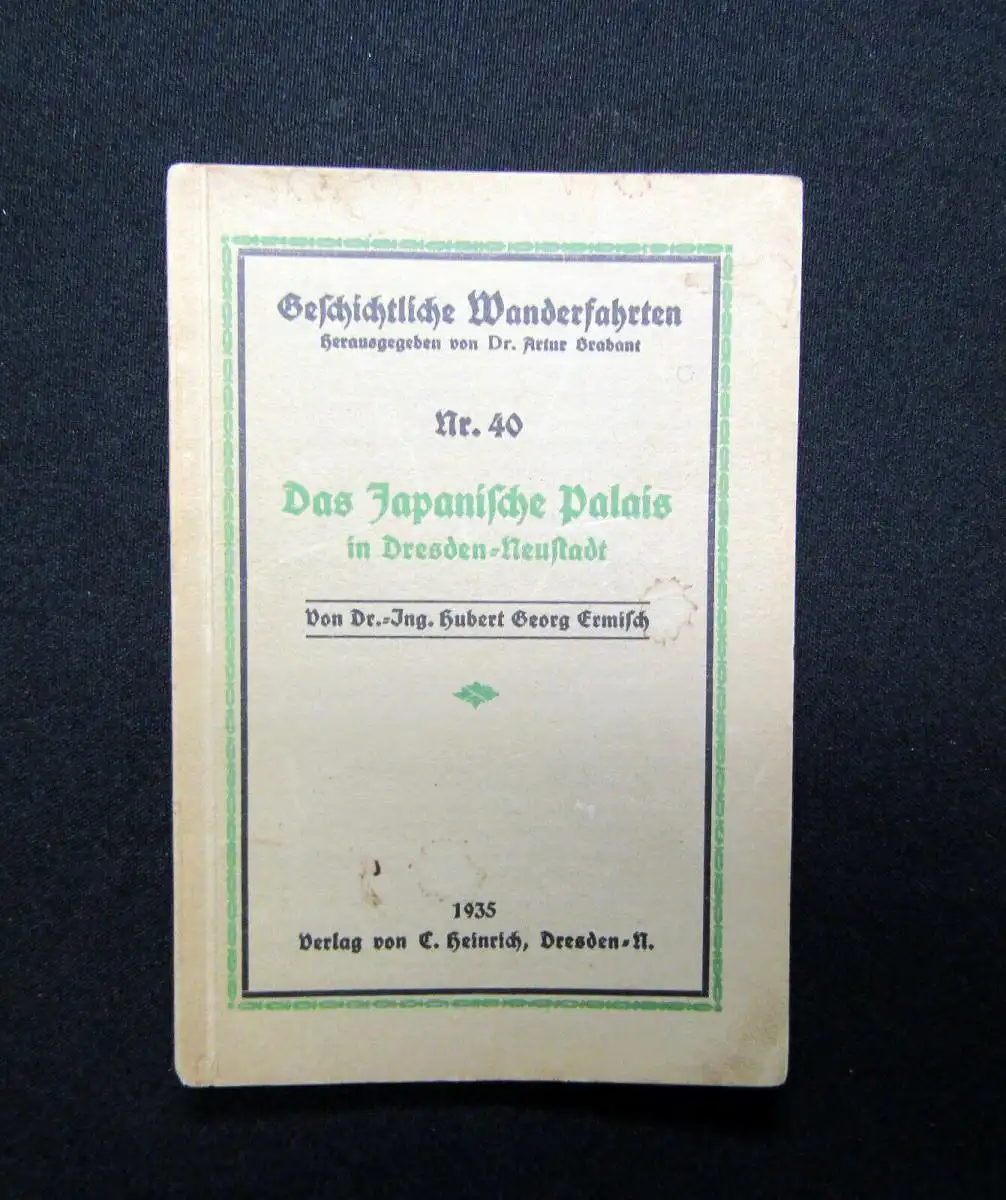 Geſchichtliche Wanderfahrten
Herausgegeben von Dr. Artur Brabant
Nr. 40
Das Japaniſche Palais
in Dresden-Neuſtadt
Von Dr.-Ing. Hubert Georg Ermiſch
1935
Verlag von C. Heinrich, Dresden-N.